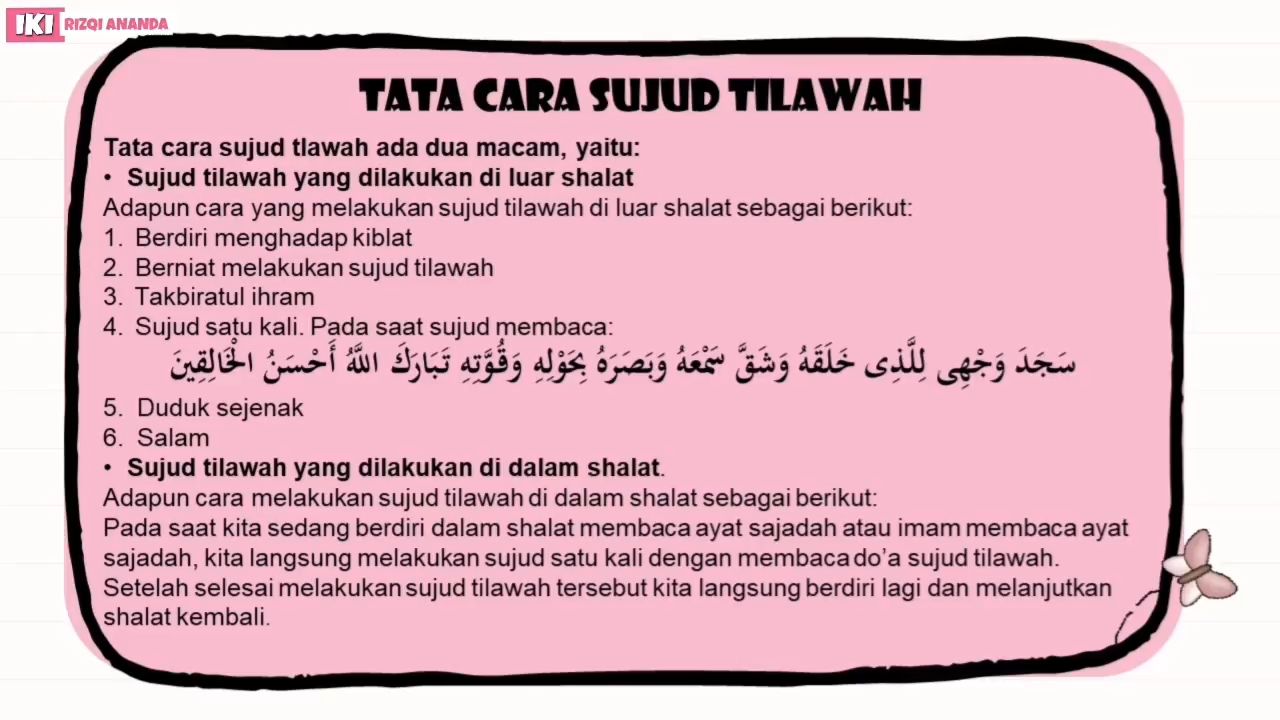 IKI RIZQI ANANDA
TATA CARA SUJUD TILAWAH
Tata cara sujud tlawah ada dua macam, yaitu:
• Sujud tilawah yang dilakukan di luar shalat
Adapun cara yang melakukan sujud tilawah di luar shalat sebagai berikut:
1. Berdiri menghadap kiblat
2. Berniat melakukan sujud tilawah
3. Takbiratul ihram
4. Sujud satu kali. Pada saat sujud membaca:
سَجَدَ وَجْهِى لِلَّذِى خَلَقَهُ وَشَقَّ سَمْعَهُ وَبَصَرَهُ بِحَوْلِهِ وَقُوَّتِهِ تَبَارَكَ اللَّهُ أَحْسَنُ الْخَالِقِينَ
5. Duduk sejenak
6. Salam
• Sujud tilawah yang dilakukan di dalam shalat.
Adapun cara melakukan sujud tilawah di dalam shalat sebagai berikut:
Pada saat kita sedang berdiri dalam shalat membaca ayat sajadah atau imam membaca ayat
sajadah, kita langsung melakukan sujud satu kali dengan membaca do’a sujud tilawah.
Setelah selesai melakukan sujud tilawah tersebut kita langsung berdiri lagi dan melanjutkan
shalat kembali.